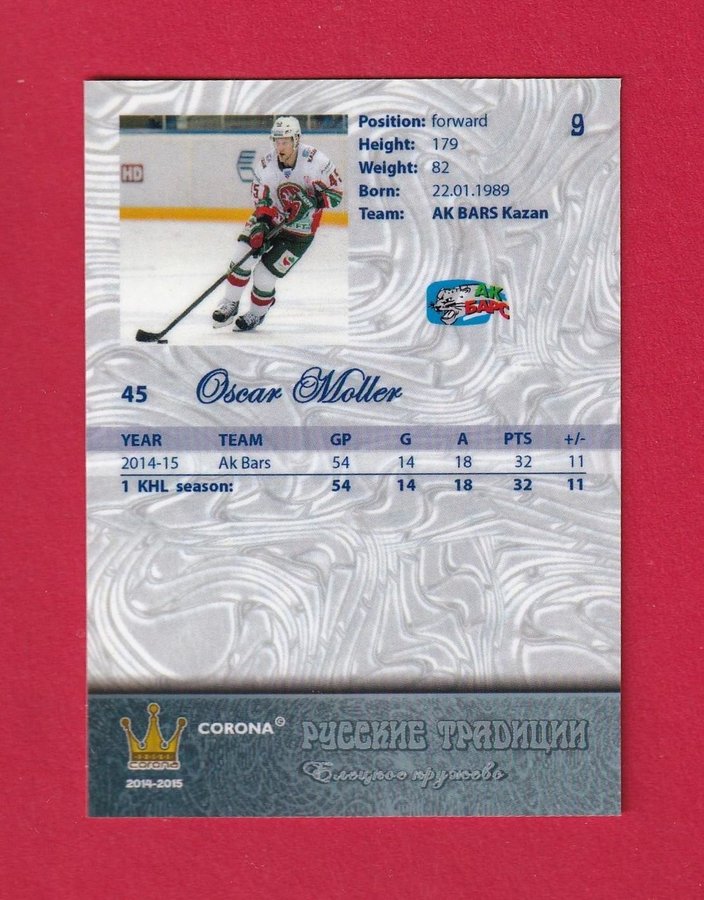 HD
45
Position: forward
9
Height: 179
Weight: 82
Born: 22.01.1989
Team: AK BARS Kazan
АК
БАРС
45 Oscar Moller
YEAR TEAM GP G A PTS +/-
2014-15 Ak Bars 54 14 18 32 11
1 KHL season: 54 14 18 32 11
CORONA©
РУССКИЕ ТРАДИЦИИ
corona
Елецкое кружево
2014-2015